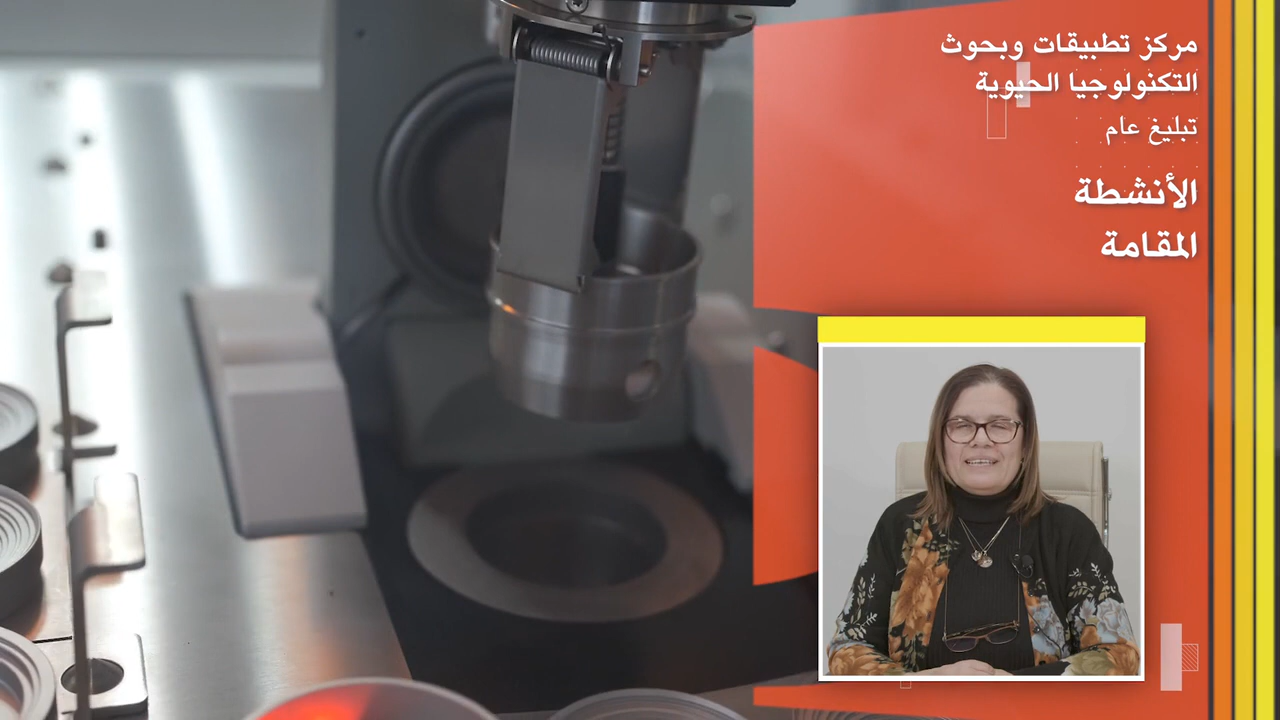 مركز تطبيقات وبحوث
التكنولوجيا الحيوية
تبليغ عام
الأنشطة
المقامة